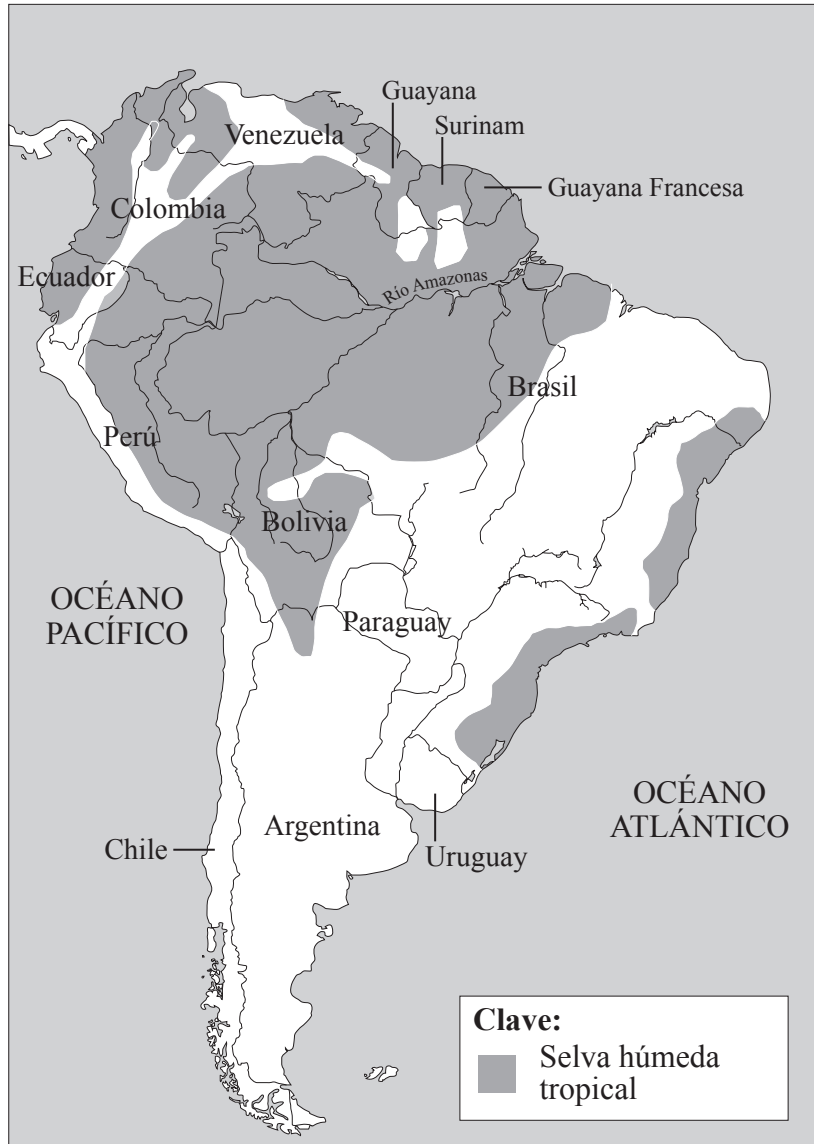 Guayana
Surinam
Venezuela
Guayana Francesa
Colombia
Ecuador
Río Amazonas
Brasil
Perú
Bolivia
OCÉANO
PACÍFICO
Paraguay
OCÉANO
ATLÁNTICO
Argentina
Chile
Uruguay
Clave:
Selva húmeda
tropical